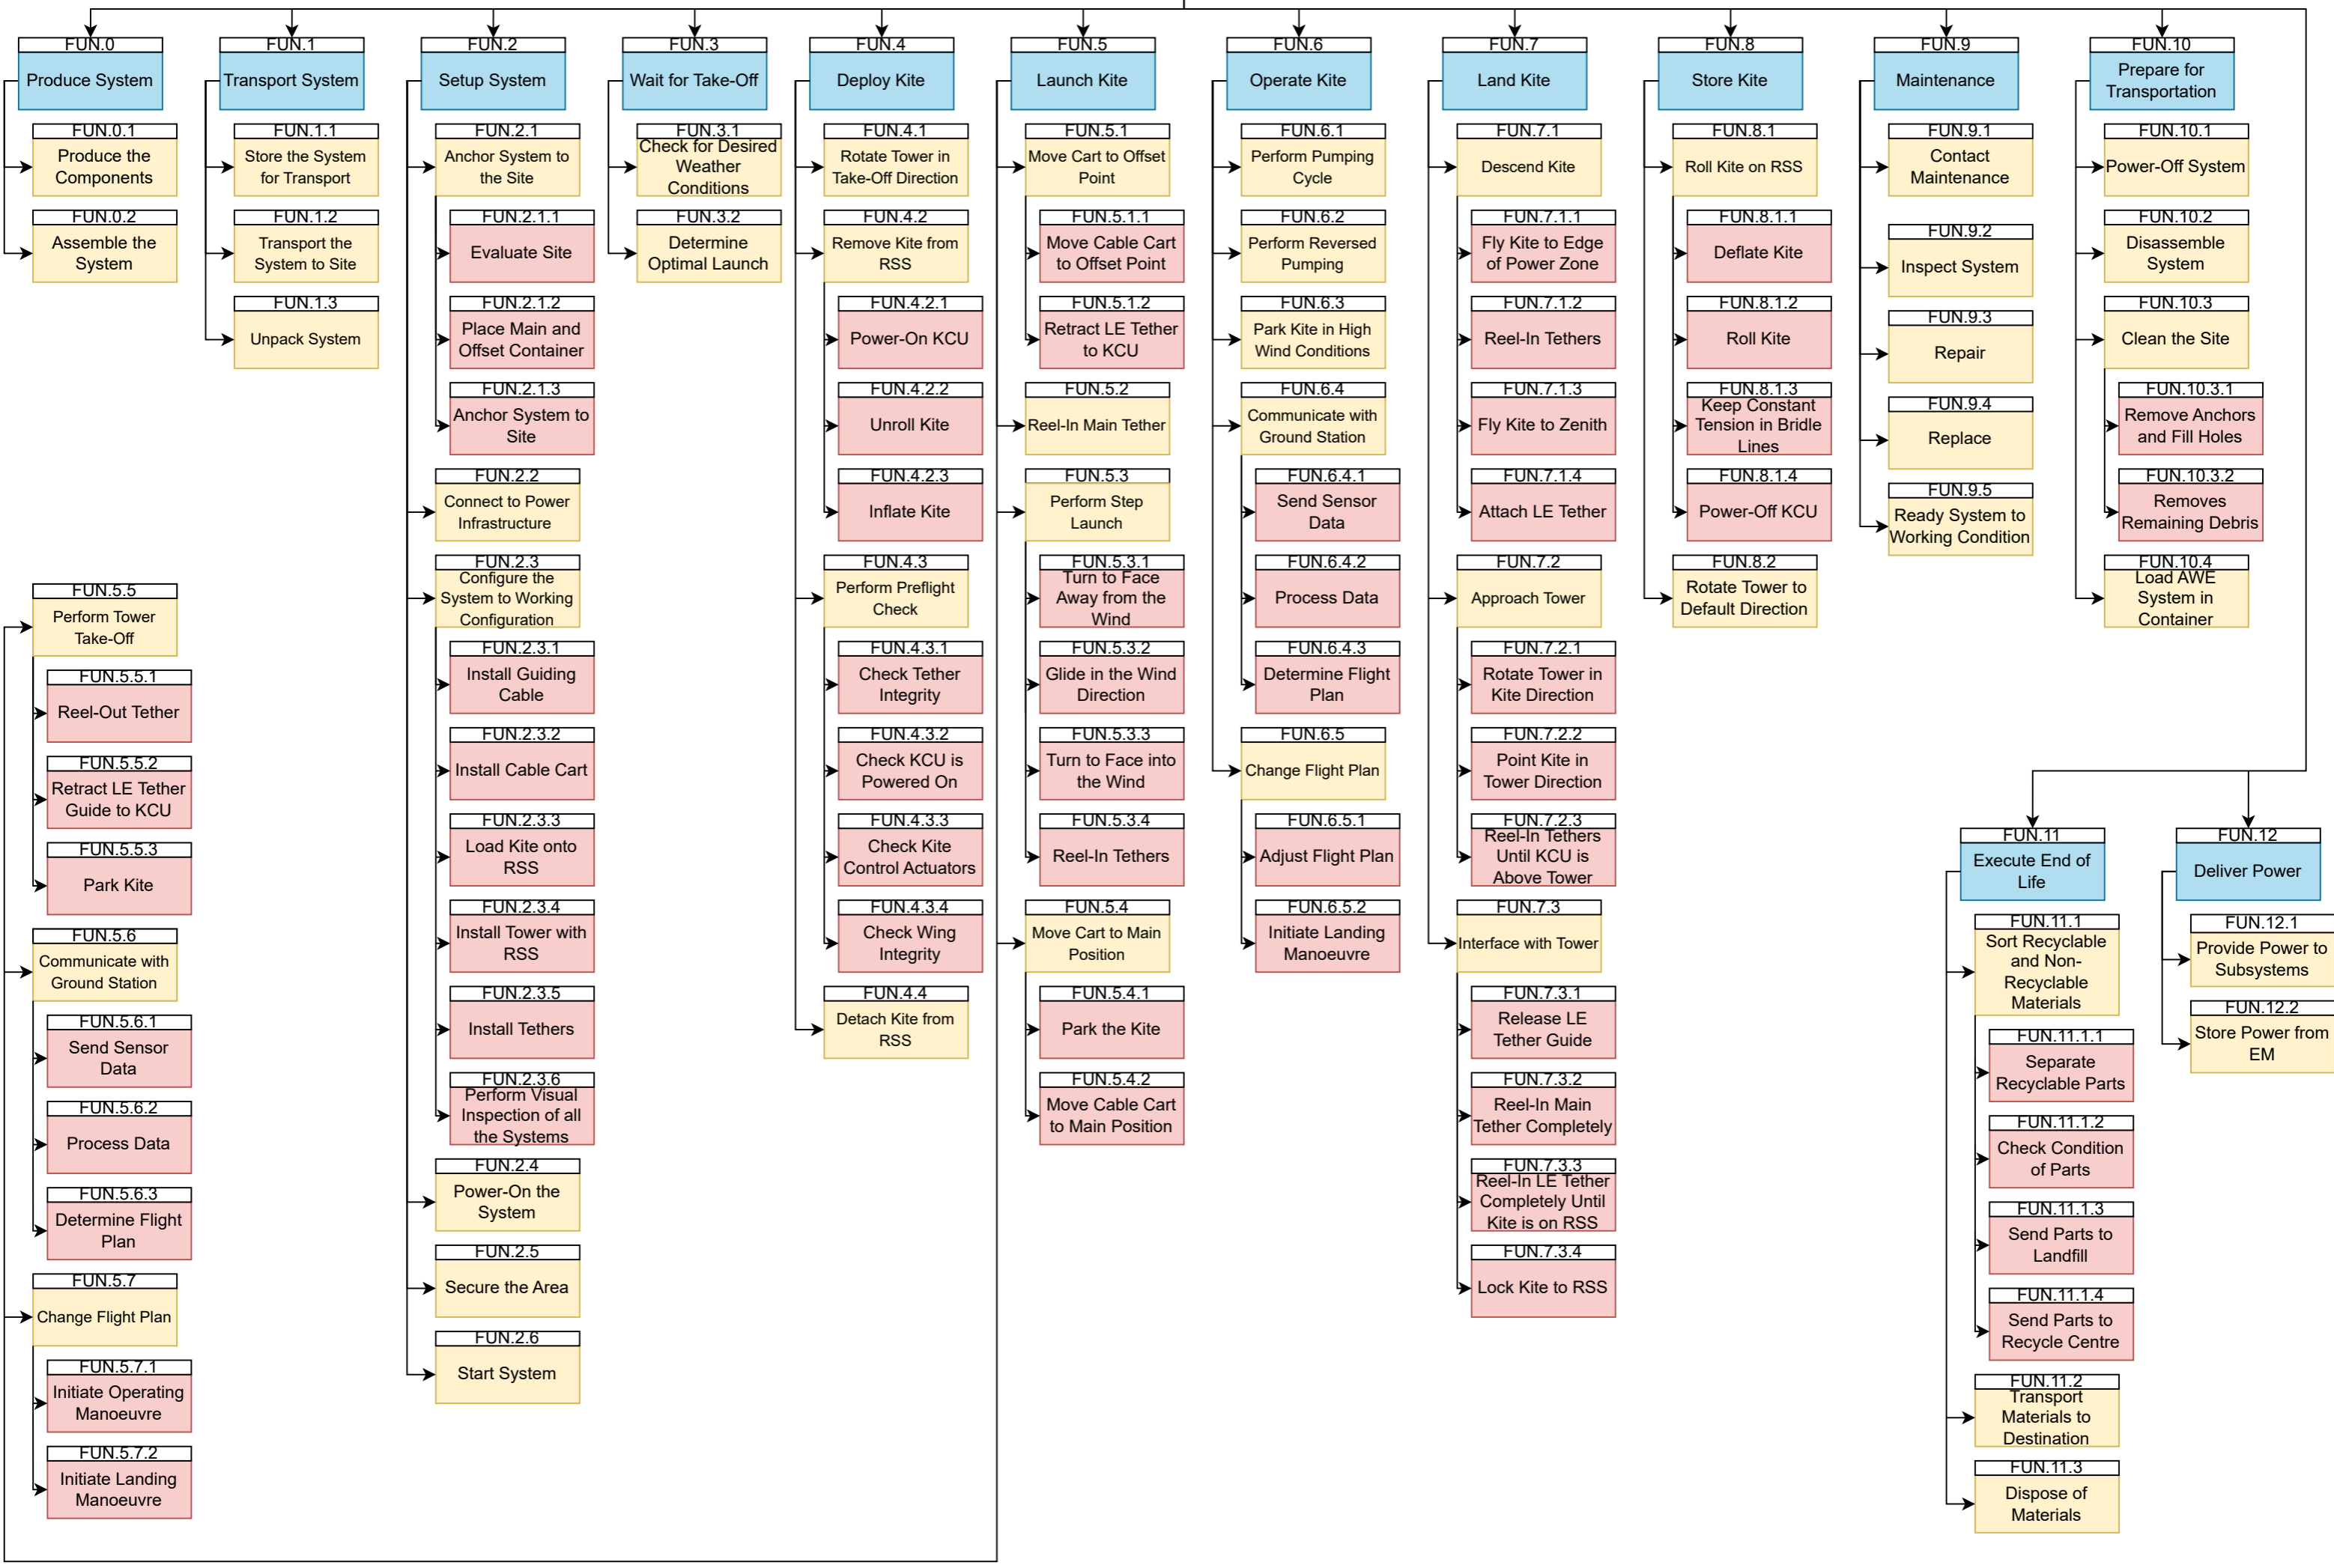 FUN.0
Produce System
FUN.0.1
Produce the
Components
FUN.0.2
Assemble the
System
FUN.1
Transport System
FUN.1.1
Store the System
for Transport
FUN.1.2
Transport the
System to Site
FUN.1.3
Unpack System
FUN.2
Setup System
FUN.2.1
Anchor System to
the Site
FUN.2.1.1
Evaluate Site
FUN.2.1.2
Place Main and
Offset Container
FUN.2.1.3
Anchor System to
Site
FUN.2.2
Connect to Power
Infrastructure
FUN.2.3
Configure the
System to Working
Configuration
FUN.2.3.1
Install Guiding
Cable
FUN.2.3.2
Install Cable Cart
FUN.2.3.3
Load Kite onto
RSS
FUN.2.3.4
Install Tower with
RSS
FUN.2.3.5
Install Tethers
FUN.2.3.6
Perform Visual
Inspection of all
the Systems
FUN.2.4
Power-On the
System
FUN.2.5
Secure the Area
FUN.2.6
Start System
FUN.3
Wait for Take-Off
FUN.3.1
Check for Desired
Weather
Conditions
FUN.3.2
Determine
Optimal Launch
FUN.4
Deploy Kite
FUN.4.1
Rotate Tower in
Take-Off Direction
FUN.4.2
Remove Kite from
RSS
FUN.4.2.1
Power-On KCU
FUN.4.2.2
Unroll Kite
FUN.4.2.3
Inflate Kite
FUN.4.3
Perform Preflight
Check
FUN.4.3.1
Check Tether
Integrity
FUN.4.3.2
Check KCU is
Powered On
FUN.4.3.3
Check Kite
Control Actuators
FUN.4.3.4
Check Wing
Integrity
FUN.4.4
Detach Kite from
RSS
FUN.5
Launch Kite
FUN.5.1
Move Cart to Offset
Point
FUN.5.1.1
Move Cable Cart
to Offset Point
FUN.5.1.2
Retract LE Tether
to KCU
FUN.5.2
Reel-In Main Tether
FUN.5.3
Perform Step
Launch
FUN.5.3.1
Turn to Face
Away from the
Wind
FUN.5.3.2
Glide in the Wind
Direction
FUN.5.3.3
Turn to Face into
the Wind
FUN.5.3.4
Reel-In Tethers
FUN.5.4
Move Cart to Main
Position
FUN.5.4.1
Park the Kite
FUN.5.4.2
Move Cable Cart
to Main Position
FUN.5.5
Perform Tower
Take-Off
FUN.5.5.1
Reel-Out Tether
FUN.5.5.2
Retract LE Tether
Guide to KCU
FUN.5.5.3
Park Kite
FUN.5.6
Communicate with
Ground Station
FUN.5.6.1
Send Sensor
Data
FUN.5.6.2
Process Data
FUN.5.6.3
Determine Flight
Plan
FUN.5.7
Change Flight Plan
FUN.5.7.1
Initiate Operating
Manoeuvre
FUN.5.7.2
Initiate Landing
Manoeuvre
FUN.6
Operate Kite
FUN.6.1
Perform Pumping
Cycle
FUN.6.2
Perform Reversed
Pumping
FUN.6.3
Park Kite in High
Wind Conditions
FUN.6.4
Communicate with
Ground Station
FUN.6.4.1
Send Sensor
Data
FUN.6.4.2
Process Data
FUN.6.4.3
Determine Flight
Plan
FUN.6.5
Change Flight Plan
FUN.6.5.1
Adjust Flight Plan
FUN.6.5.2
Initiate Landing
Manoeuvre
FUN.7
Land Kite
FUN.7.1
Descend Kite
FUN.7.1.1
Fly Kite to Edge
of Power Zone
FUN.7.1.2
Reel-In Tethers
FUN.7.1.3
Fly Kite to Zenith
FUN.7.1.4
Attach LE Tether
FUN.7.2
Approach Tower
FUN.7.2.1
Rotate Tower in
Kite Direction
FUN.7.2.2
Point Kite in
Tower Direction
FUN.7.2.3
Reel-In Tethers
Until KCU is
Above Tower
FUN.7.3
Interface with Tower
FUN.7.3.1
Release LE
Tether Guide
FUN.7.3.2
Reel-In Main
Tether Completely
FUN.7.3.3
Reel-In LE Tether
Completely Until
Kite is on RSS
FUN.7.3.4
Lock Kite to RSS
FUN.8
Store Kite
FUN.8.1
Roll Kite on RSS
FUN.8.1.1
Deflate Kite
FUN.8.1.2
Roll Kite
FUN.8.1.3
Keep Constant
Tension in Bridle
Lines
FUN.8.1.4
Power-Off KCU
FUN.8.2
Rotate Tower to
Default Direction
FUN.9
Maintenance
FUN.9.1
Contact
Maintenance
FUN.9.2
Inspect System
FUN.9.3
Repair
FUN.9.4
Replace
FUN.9.5
Ready System to
Working Condition
FUN.10
Prepare for
Transportation
FUN.10.1
Power-Off System
FUN.10.2
Disassemble
System
FUN.10.3
Clean the Site
FUN.10.3.1
Remove Anchors
and Fill Holes
FUN.10.3.2
Removes
Remaining Debris
FUN.10.4
Load AWE
System in
Container
FUN.11
Execute End of
Life
FUN.11.1
Sort Recyclable
and Non-
Recyclable
Materials
FUN.11.1.1
Separate
Recyclable Parts
FUN.11.1.2
Check Condition
of Parts
FUN.11.1.3
Send Parts to
Landfill
FUN.11.1.4
Send Parts to
Recycle Centre
FUN.11.2
Transport
Materials to
Destination
FUN.11.3
Dispose of
Materials
FUN.12
Deliver Power
FUN.12.1
Provide Power to
Subsystems
FUN.12.2
Store Power from
EM